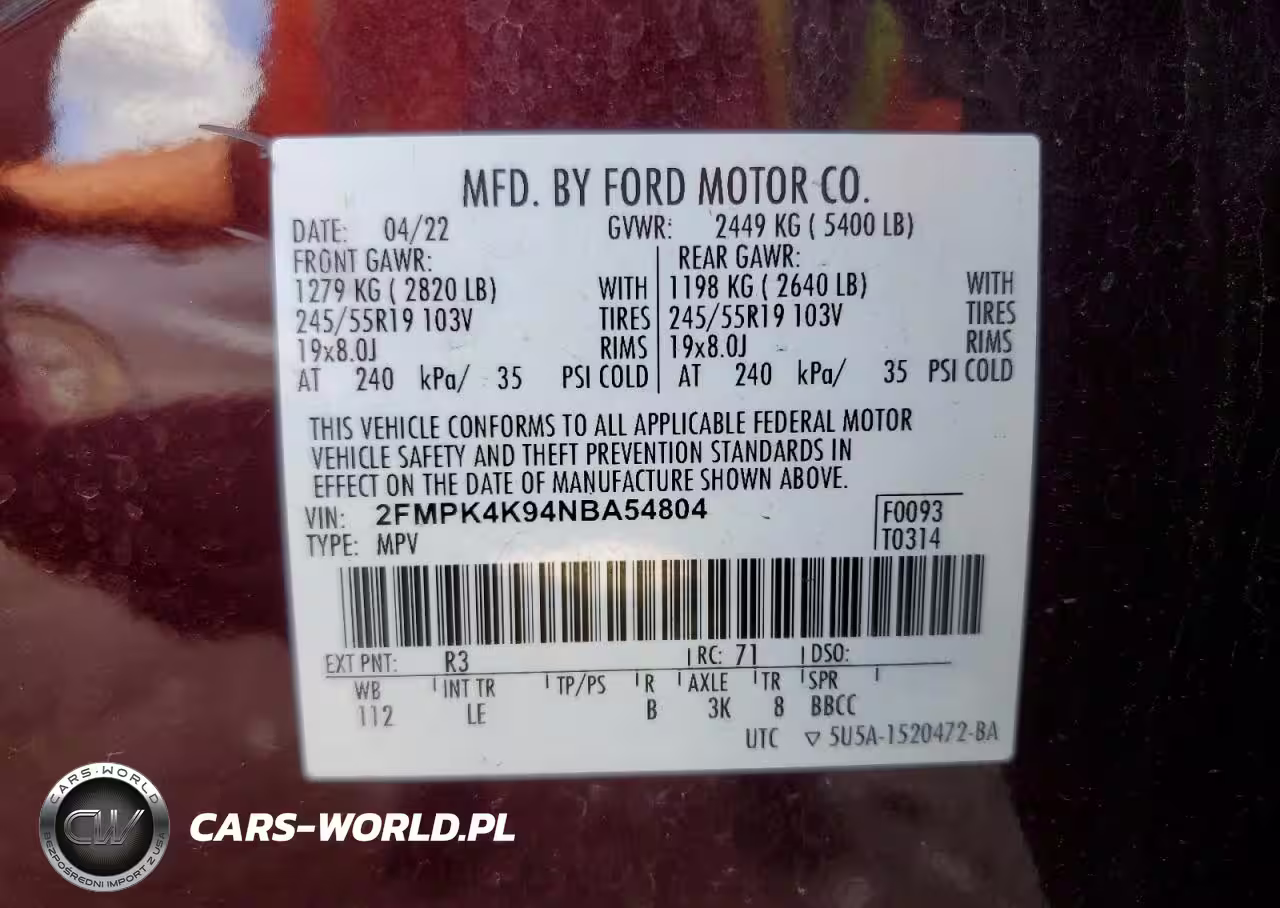 MFD. BY FORD MOTOR CO.
DATE: 04/22 GVWR: 2449 KG ( 5400 LB)
FRONT GAWR: REAR GAWR:
1279 KG ( 2820 LB) WITH 1198 KG ( 2640 LB) WITH
245/55R19 103V TIRES 245/55R19 103V TIRES
19x8.0J RIMS 19x8.0J RIMS
AT 240 kPa/ 35 PSI COLD AT 240 kPa/ 35 PSI COLD
THIS VEHICLE CONFORMS TO ALL APPLICABLE FEDERAL MOTOR
VEHICLE SAFETY AND THEFT PREVENTION STANDARDS IN
EFFECT ON THE DATE OF MANUFACTURE SHOWN ABOVE.
VIN: 2FMPK4K94NBA54804 F0093
TYPE: MPV T0314
EXT PNT: R3 RC: 71 DSO:
WB INT TR TP/PS R AXLE TR SPR
112 LE B 3K 8 BBCC
UTC ▽ 5U5A-1520472-BA
CARS-WORLD
CW
BEZPOŚREDNI IMPORT Z USA
CARS-WORLD.PL